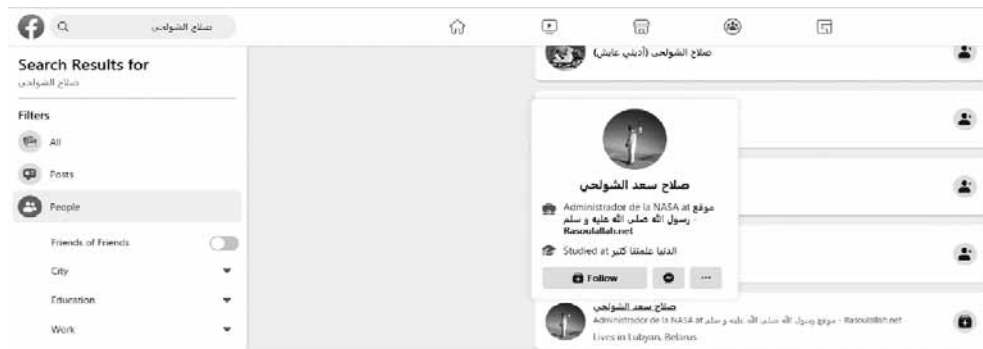 صلاح الشولحي
Search Results for
صلاح الشولحي
Filters
All
Posts
People
Friends of Friends
City
Education
Work
صلاح الشولحى (أديني عايش)
صلاح سعد الشولحي
Administrador de la NASA at موقع
رسول الله صلى الله عليه و سلم -
Rasoulallah.net
Studied at الدنيا علمتنا كتير
Follow
صلاح سعد الشولحي
Administrador de la NASA at موقع رسول الله صلى الله عليه و سلم - Rasoulallah.net
Lives in Lubyan, Belarus